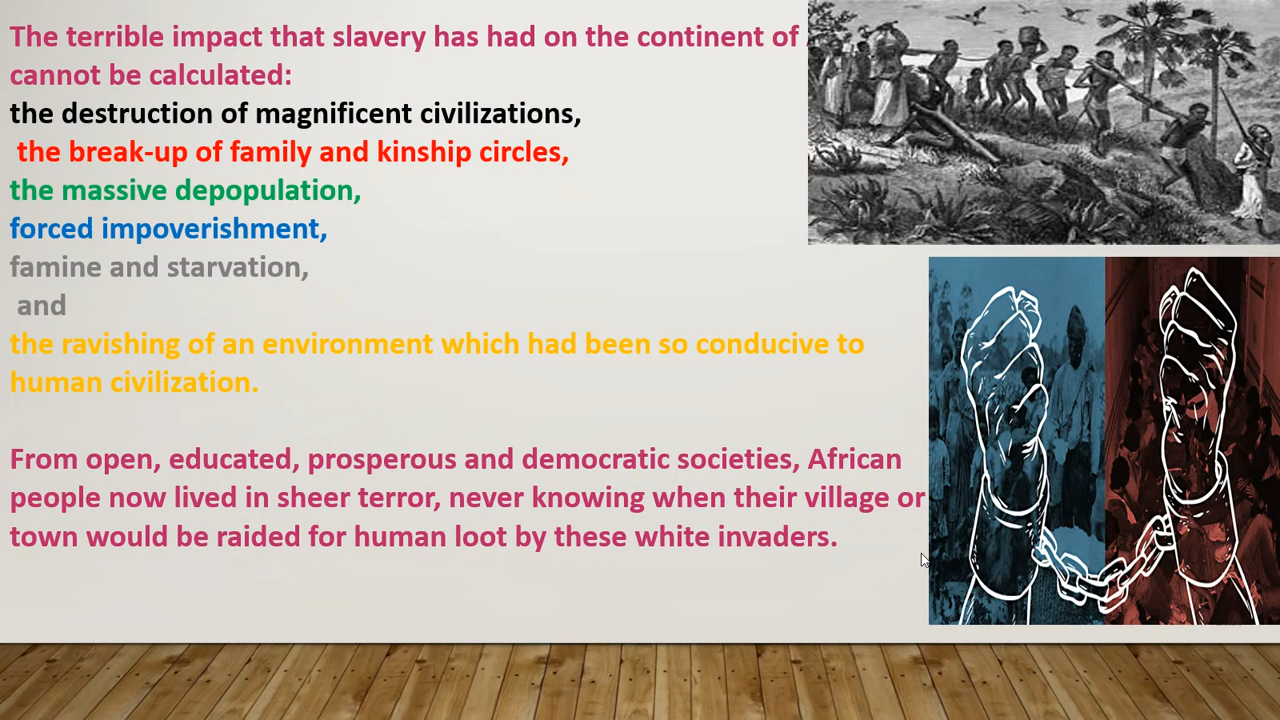 The terrible impact that slavery has had on the continent of
cannot be calculated:
the destruction of magnificent civilizations,
the break-up of family and kinship circles,
the massive depopulation,
forced impoverishment,
famine and starvation,
and
the ravishing of an environment which had been so conducive to
human civilization.
From open, educated, prosperous and democratic societies, African
people now lived in sheer terror, never knowing when their village or
town would be raided for human loot by these white invaders.